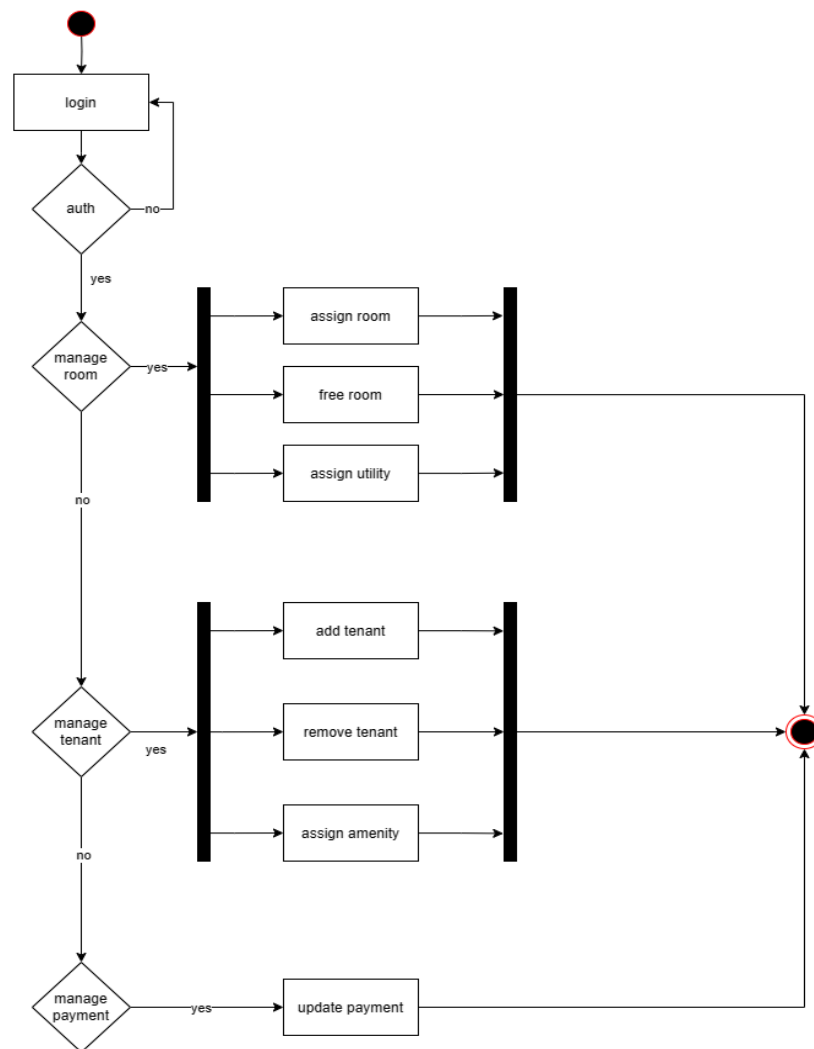 login
auth
no
yes
assign room
manage
room
yes
free room
assign utility
no
add tenant
manage
tenant
yes
remove tenant
assign amenity
no
manage
payment
yes
update payment